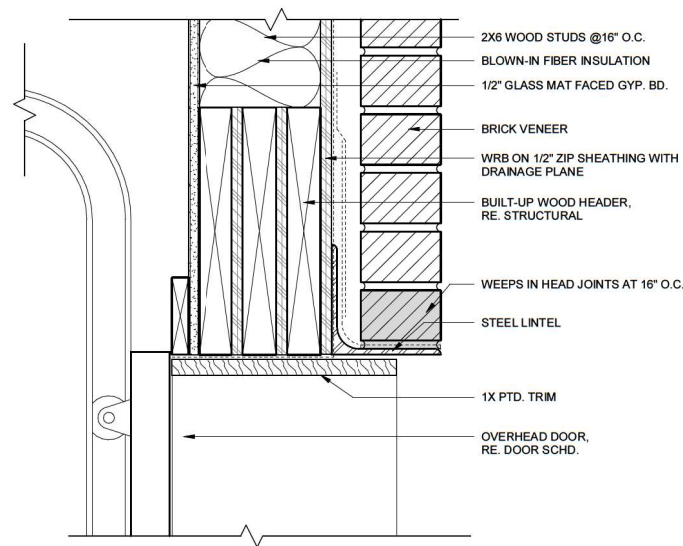 2X6 WOOD STUDS @16" O.C.
BLOWN-IN FIBER INSULATION
1/2" GLASS MAT FACED GYP. BD.
BRICK VENEER
WRB ON 1/2" ZIP SHEATHING WITH
DRAINAGE PLANE
BUILT-UP WOOD HEADER,
RE. STRUCTURAL
WEEPS IN HEAD JOINTS AT 16" O.C.
STEEL LINTEL
1X PTD. TRIM
OVERHEAD DOOR,
RE. DOOR SCHD.